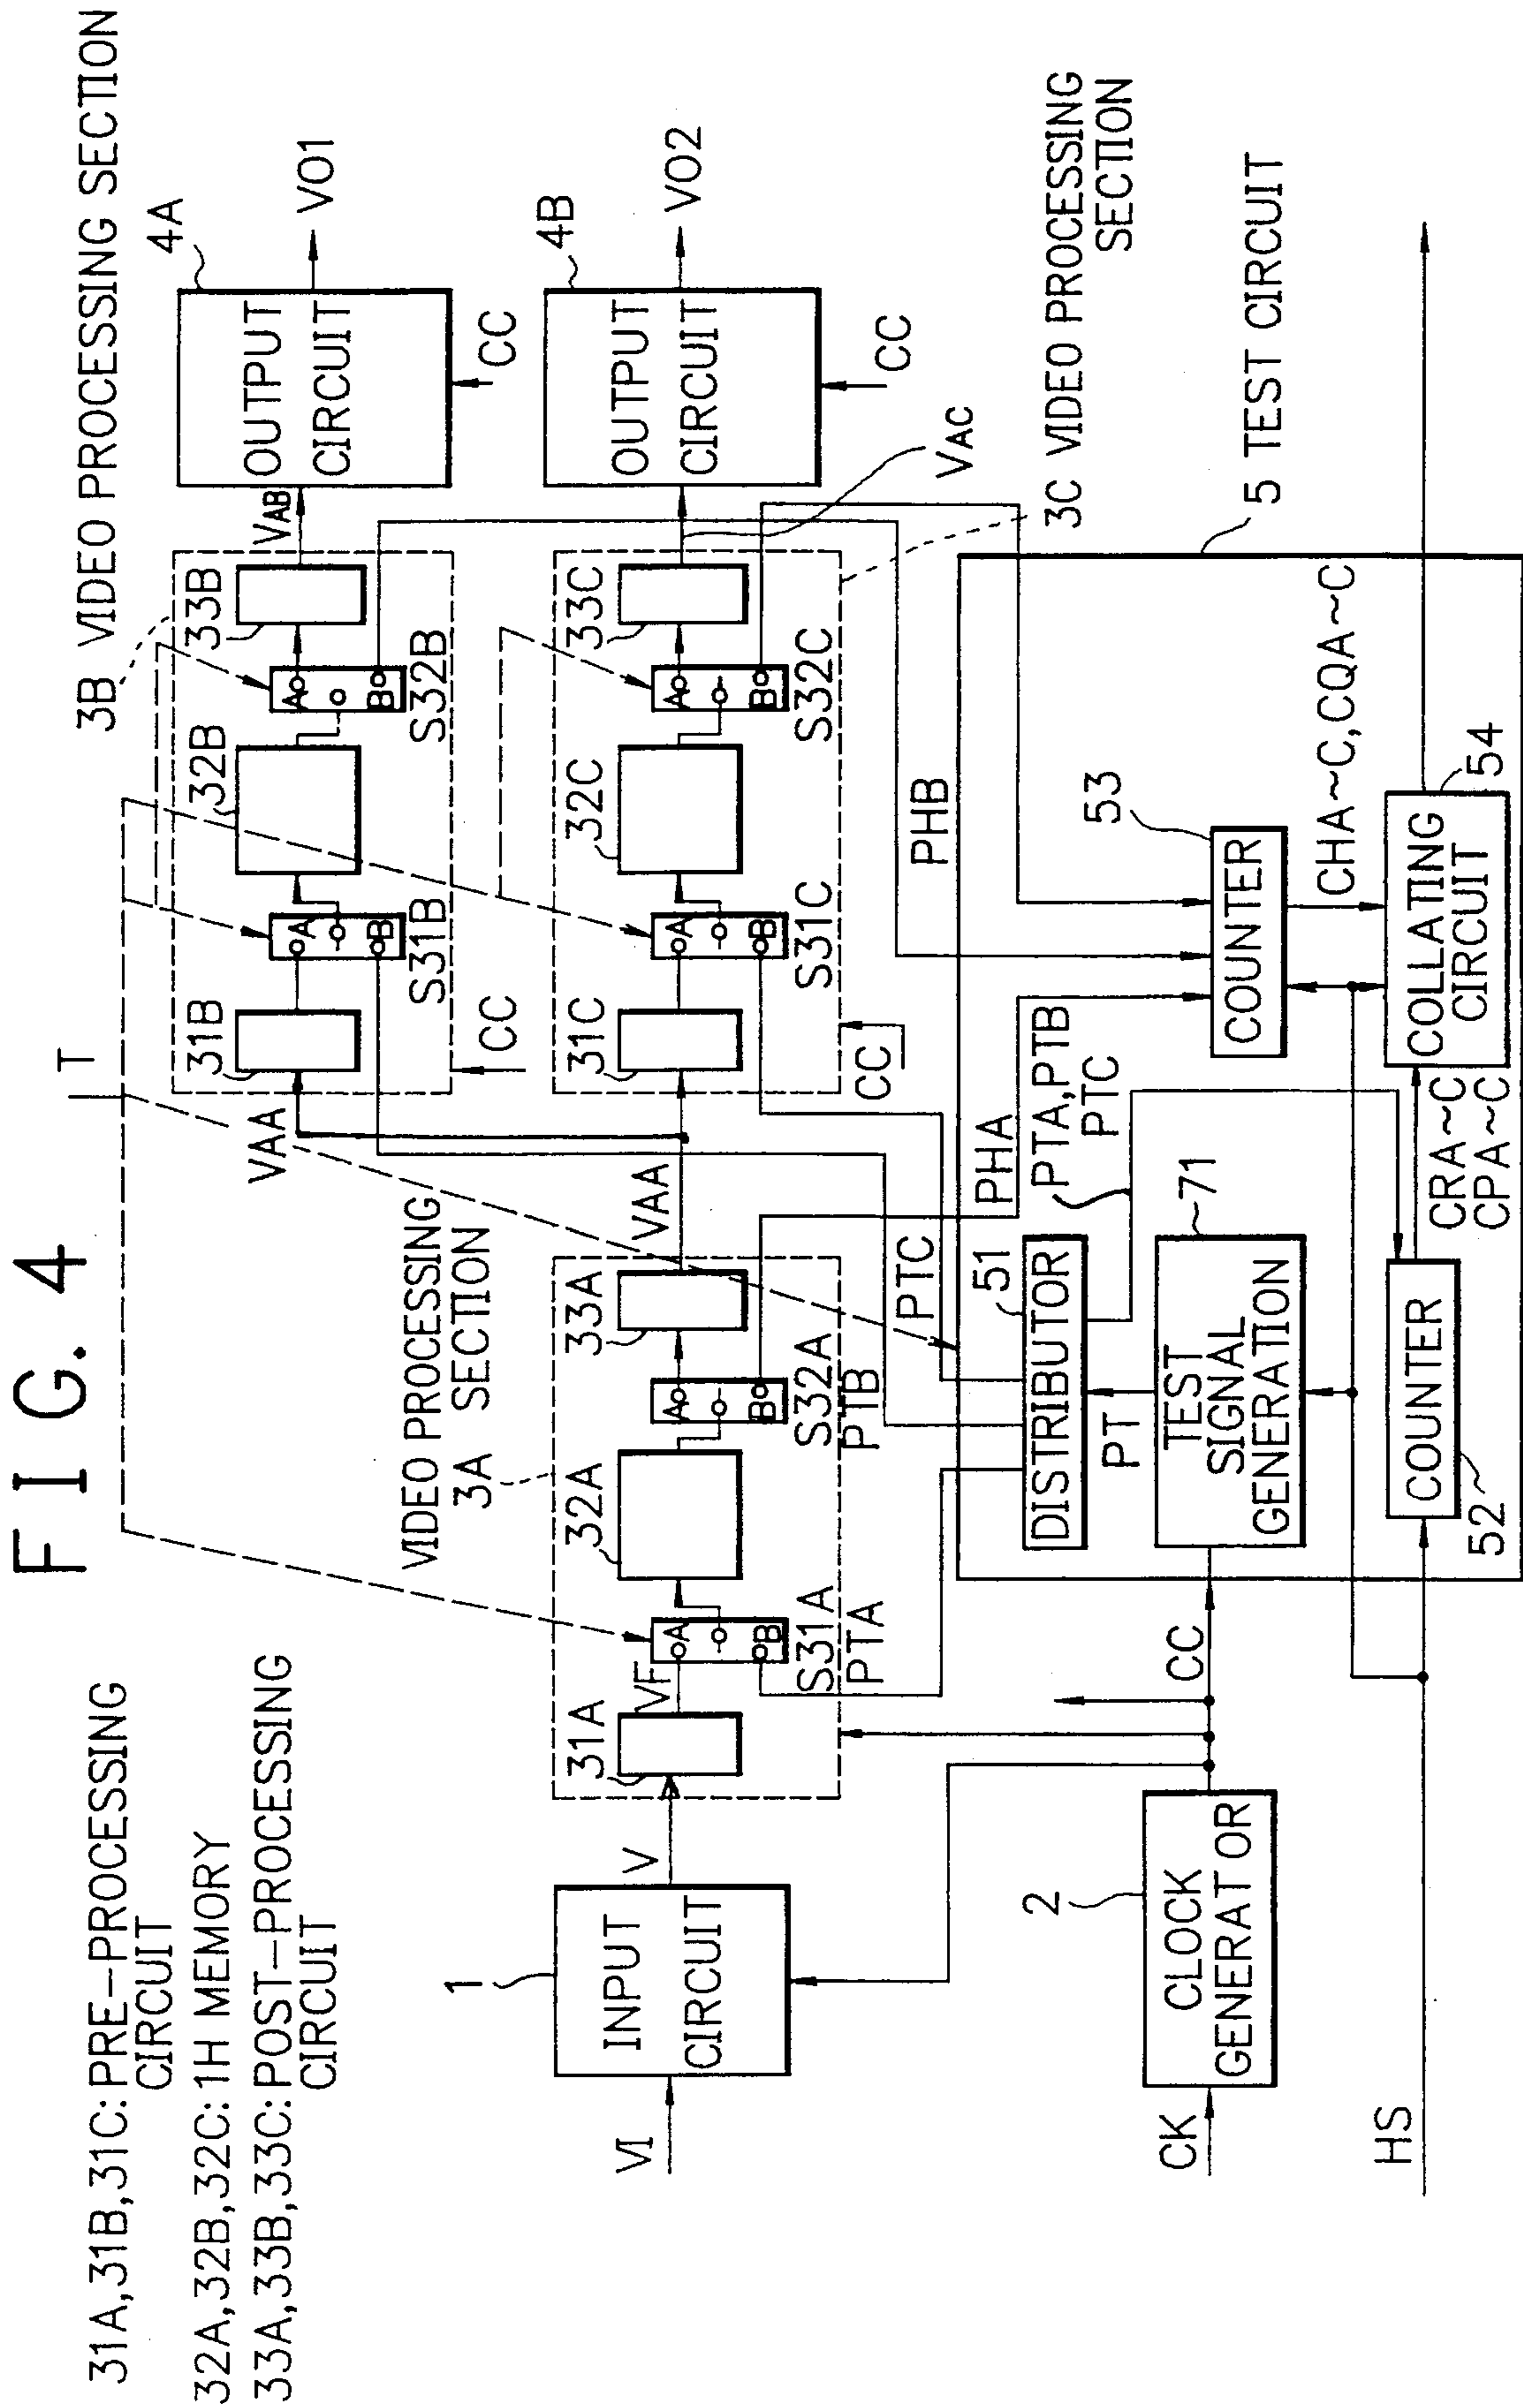 FIG. 4
31A,31B,31C: PRE-PROCESSING
CIRCUIT
32A,32B,32C: 1H MEMORY
33A,33B,33C: POST-PROCESSING
CIRCUIT
T
3B VIDEO PROCESSING SECTION
31B
32B
33B
A
B
S31B
A
B
S32B
CC
VAA
VAB
4A
OUTPUT
CIRCUIT
CC
VO1
VIDEO PROCESSING
3A SECTION
1
VI
INPUT
CIRCUIT
V
31A
VF
A
B
S31A
32A
A
B
S32A
33A
VAA
31C
A
B
S31C
32C
A
B
S32C
33C
CC
4B
OUTPUT
CIRCUIT
CC
VO2
VAC
3C VIDEO PROCESSING
SECTION
PTA
PTB
PTC
PHA
PHB
5 TEST CIRCUIT
51
DISTRIBUTOR
PTA,PTB
PTC
PT
71
TEST
SIGNAL
GENERATION
53
COUNTER
CHA~C,CQA~C
2
CK
CLOCK
GENERATOR
CC
HS
52
COUNTER
CRA~C
CPA~C
COLLATING
CIRCUIT
54